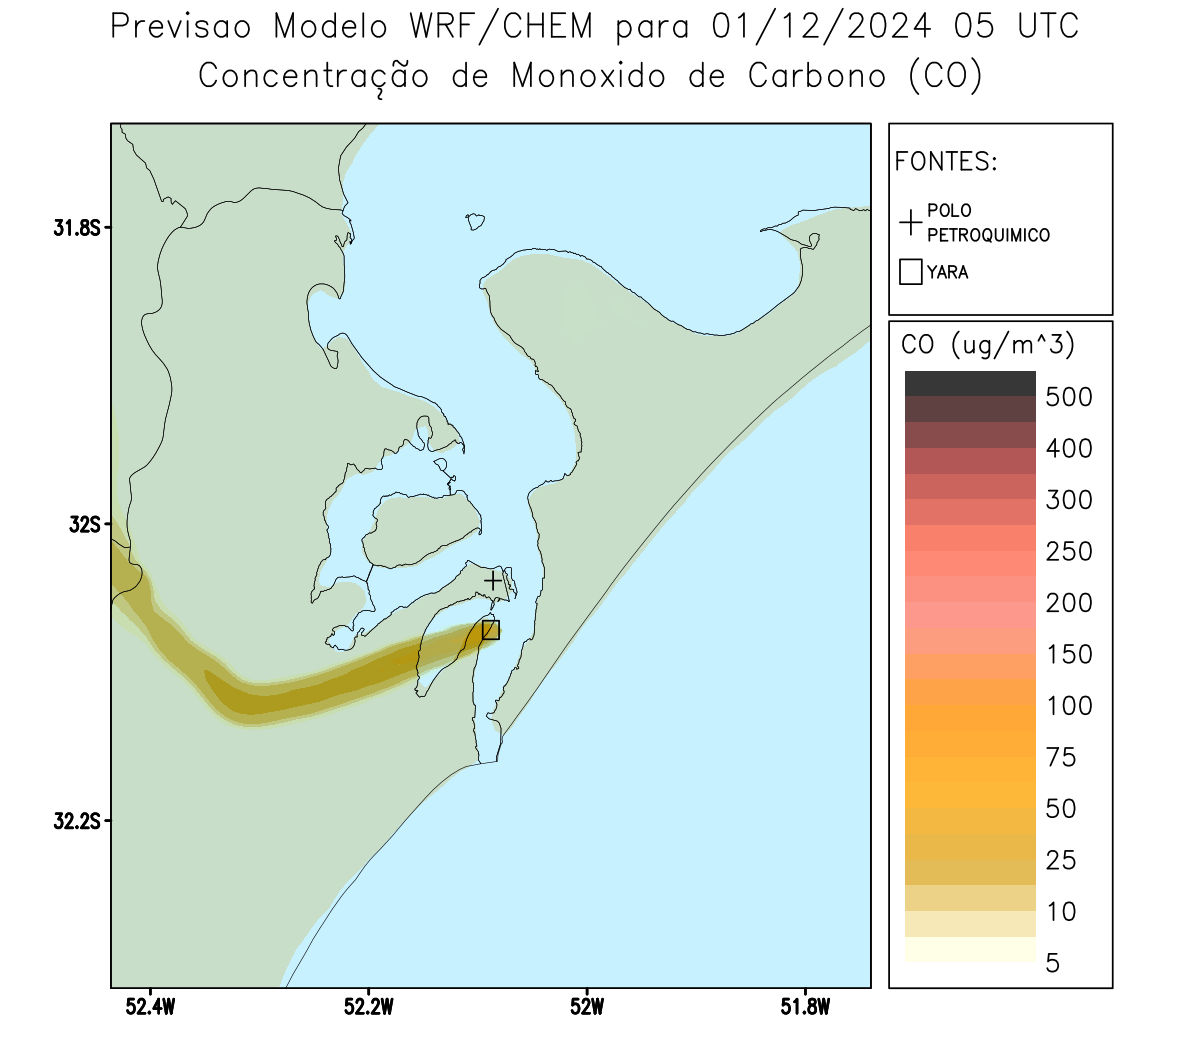 Previsao Modelo WRF/CHEM para 01/12/2024 05 UTC
Concentração de Monoxido de Carbono (CO)
31.8S
32S
32.2S
52.4W
52.2W
52W
51.8W
FONTES:
POLO
PETROQUIMICO
YARA
CO (ug/m^3)
500
400
300
250
200
150
100
75
50
25
10
5